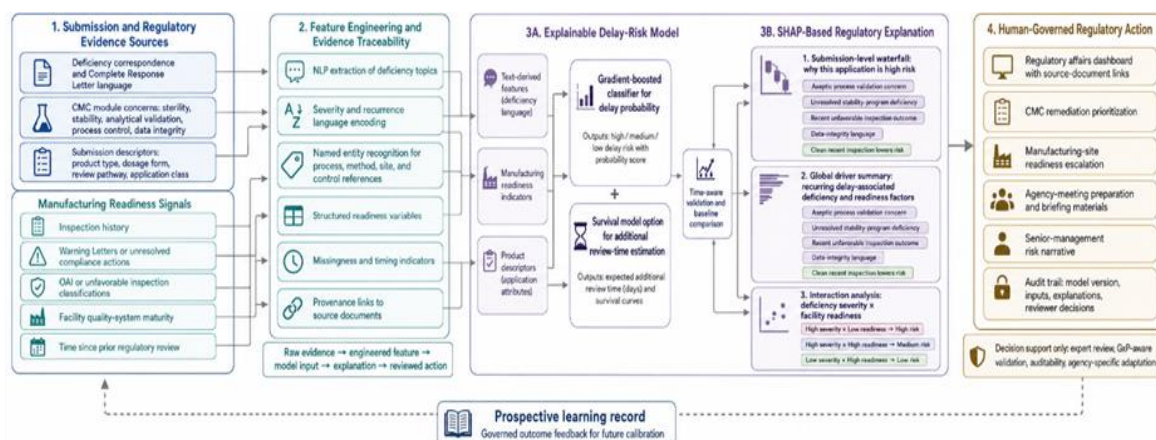 1. Submission and Regulatory
Evidence Sources
Deficiency correspondence
and Complete Response
Letter language
CMC module concerns: sterility,
stability, analytical validation,
process control, data integrity
Submission descriptors:
product type, dosage form,
review pathway, application class
Manufacturing Readiness Signals
Inspection history
Warning Letters or unresolved
compliance actions
OAI or unfavorable inspection
classifications
Facility quality-system maturity
Time since prior regulatory review
2. Feature Engineering and
Evidence Traceability
NLP extraction of deficiency topics
A
Z
Severity and recurrence
language encoding
Named entity recognition for
process, method, site, and
control references
Structured readiness variables
Missingness and timing indicators
Provenance links to
source documents
Raw evidence → engineered feature →
model input → explanation → reviewed action
3A. Explainable Delay-Risk Model
Text-derived
features
(deficiency
language)
Manufacturing
readiness
indicators
Product
descriptors
(application
attributes)
Gradient-boosted
classifier for
delay probability
Outputs: high / medium /
low delay risk with
probability score
+
Survival model option
for additional
review-time estimation
Outputs: expected additional
review time (days) and
survival curves
Time-aware
validation and
baseline
comparison
3B. SHAP-Based Regulatory Explanation
1. Submission-level waterfall:
why this application is high risk
Aseptic process validation concern
Unresolved stability-program deficiency
Recent unfavorable inspection outcome
Data-integrity language
Clean recent inspection lowers risk
2. Global driver summary:
recurring delay-associated
deficiency and readiness factors
Aseptic process validation concern
Unresolved stability-program deficiency
Recent unfavorable inspection outcome
Data-integrity language
Clean recent inspection lowers risk
3. Interaction analysis:
deficiency severity x
facility readiness
High severity x Low readiness → High risk
High severity x High readiness → Medium risk
Low severity x High readiness → Low risk
4. Human-Governed Regulatory Action
Regulatory affairs dashboard
with source-document links
CMC remediation prioritization
Manufacturing-site
readiness escalation
Agency-meeting preparation
and briefing materials
Senior-management
risk narrative
Audit trail: model version,
inputs, explanations,
reviewer decisions
Decision support only: expert review, GxP-aware
validation, auditability, agency-specific adaptation
Prospective learning record
Governed outcome feedback for future calibration